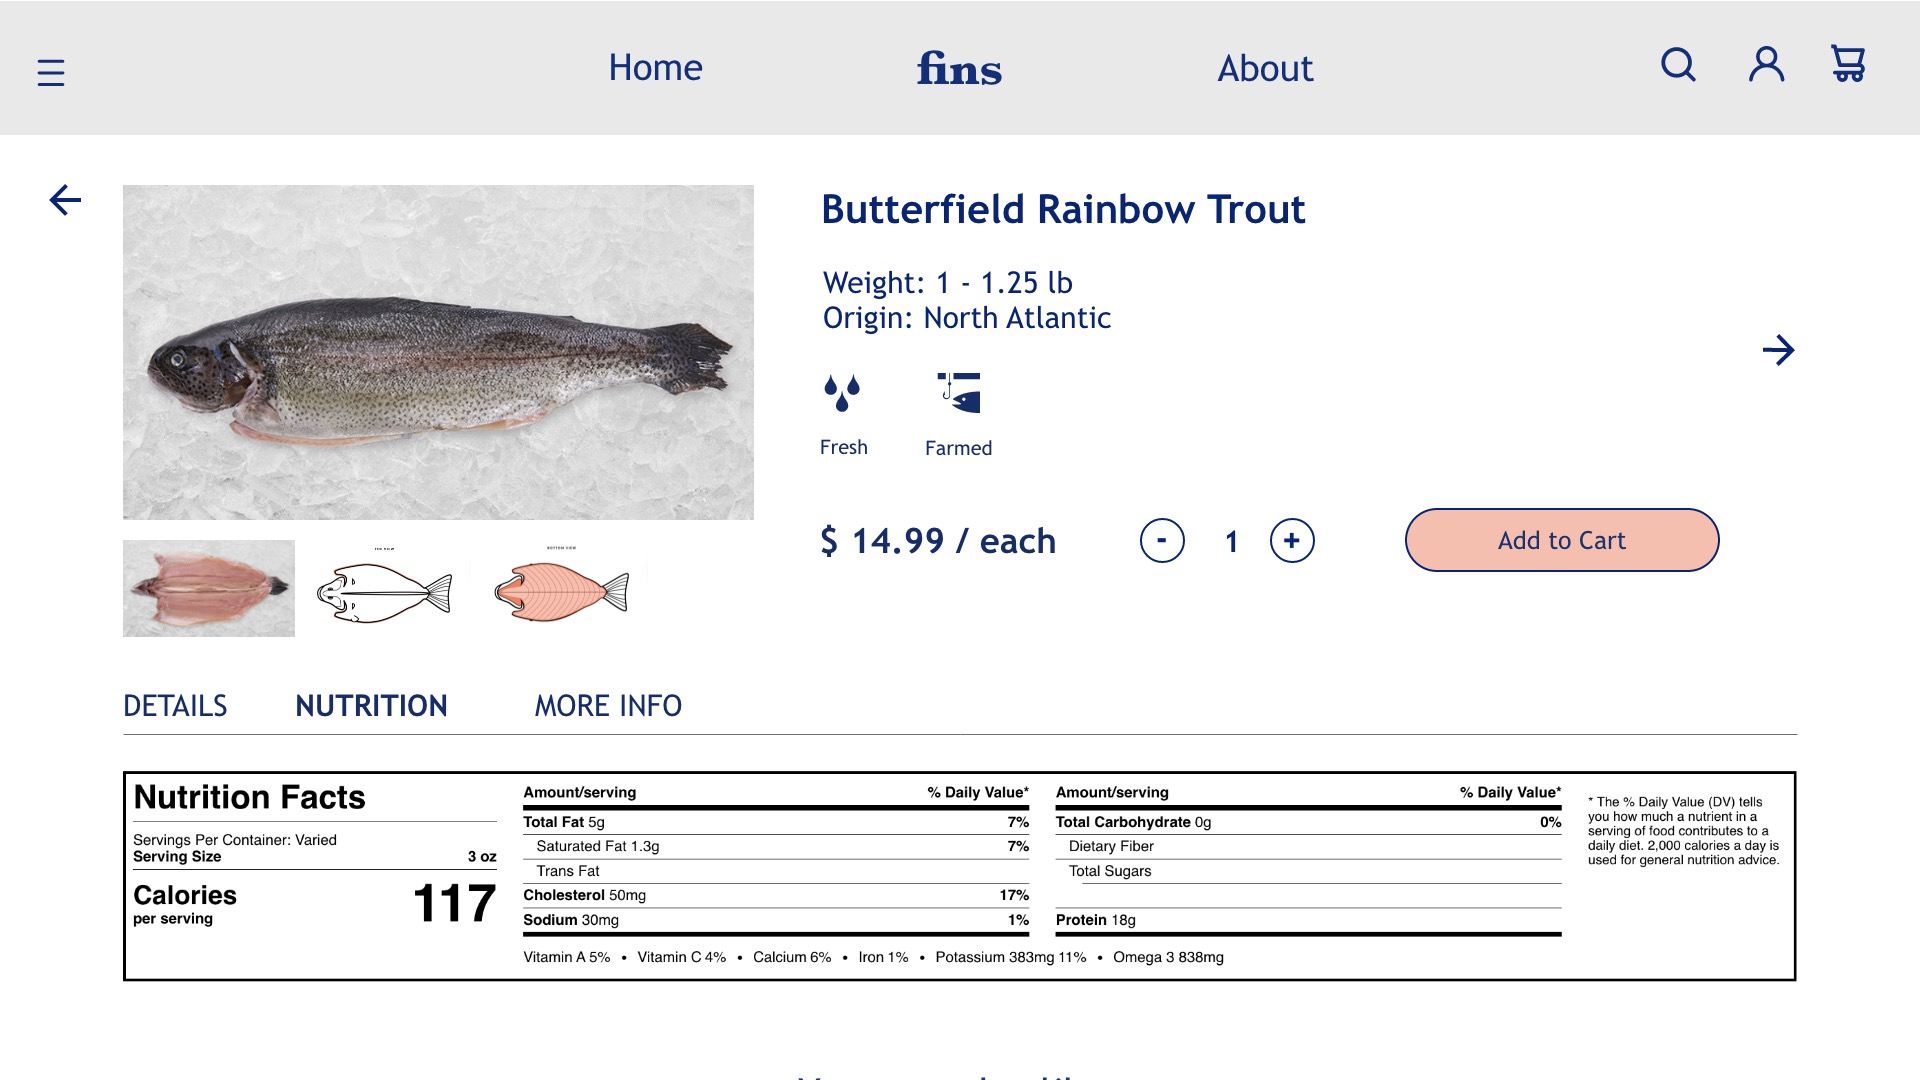 Home
fins
About
Butterfield Rainbow Trout
Weight: 1 - 1.25 lb
Origin: North Atlantic
Fresh
Farmed
$ 14.99 / each
- 1 +
Add to Cart
TOP VIEW
BOTTOM VIEW
DETAILS
NUTRITION
MORE INFO
Nutrition Facts
Servings Per Container: Varied
Serving Size 3 oz
Calories
per serving
117
Amount/serving % Daily Value*
Total Fat 5g 7%
Saturated Fat 1.3g 7%
Trans Fat
Cholesterol 50mg 17%
Sodium 30mg 1%
Amount/serving % Daily Value*
Total Carbohydrate 0g 0%
Dietary Fiber
Total Sugars
Protein 18g
Vitamin A 5% • Vitamin C 4% • Calcium 6% • Iron 1% • Potassium 383mg 11% • Omega 3 838mg
* The % Daily Value (DV) tells
you how much a nutrient in a
serving of food contributes to a
daily diet. 2,000 calories a day is
used for general nutrition advice.